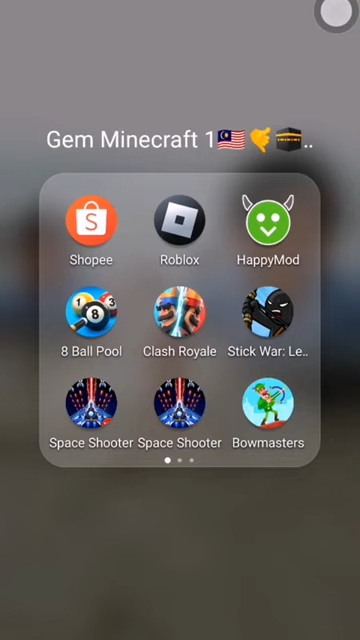 Gem Minecraft 1🇲🇾🤙🕋..
Shopee Roblox HappyMod
8 Ball Pool Clash Royale Stick War: Le..
Space Shooter Space Shooter Bowmasters